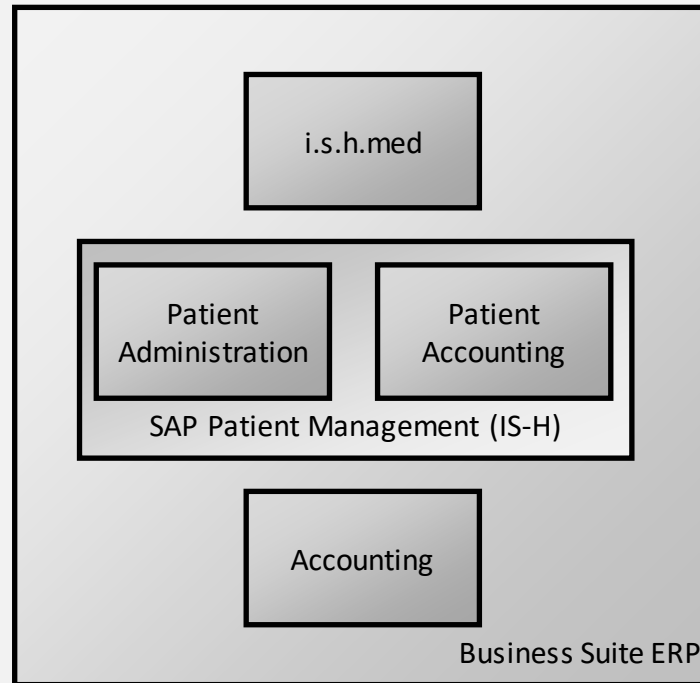 i.s.h.med
Patient
Administration
Patient
Accounting
SAP Patient Management (IS-H)
Accounting
Business Suite ERP